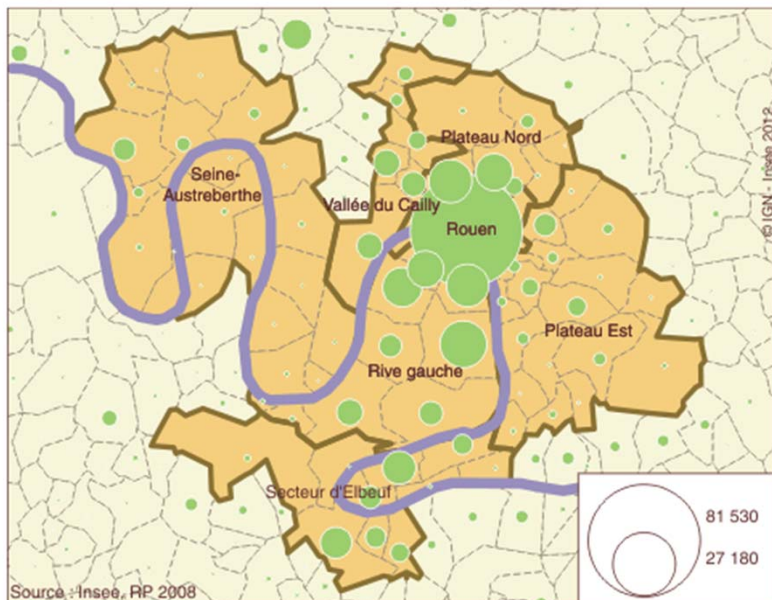 Plateau Nord
Seine-
Austreberthe
Vallée du Cailly
Rouen
Plateau Est
Rive gauche
Secteur d'Elbeuf
81 530
27 180
© IGN - Insee 2012
Source : Insee, RP 2008